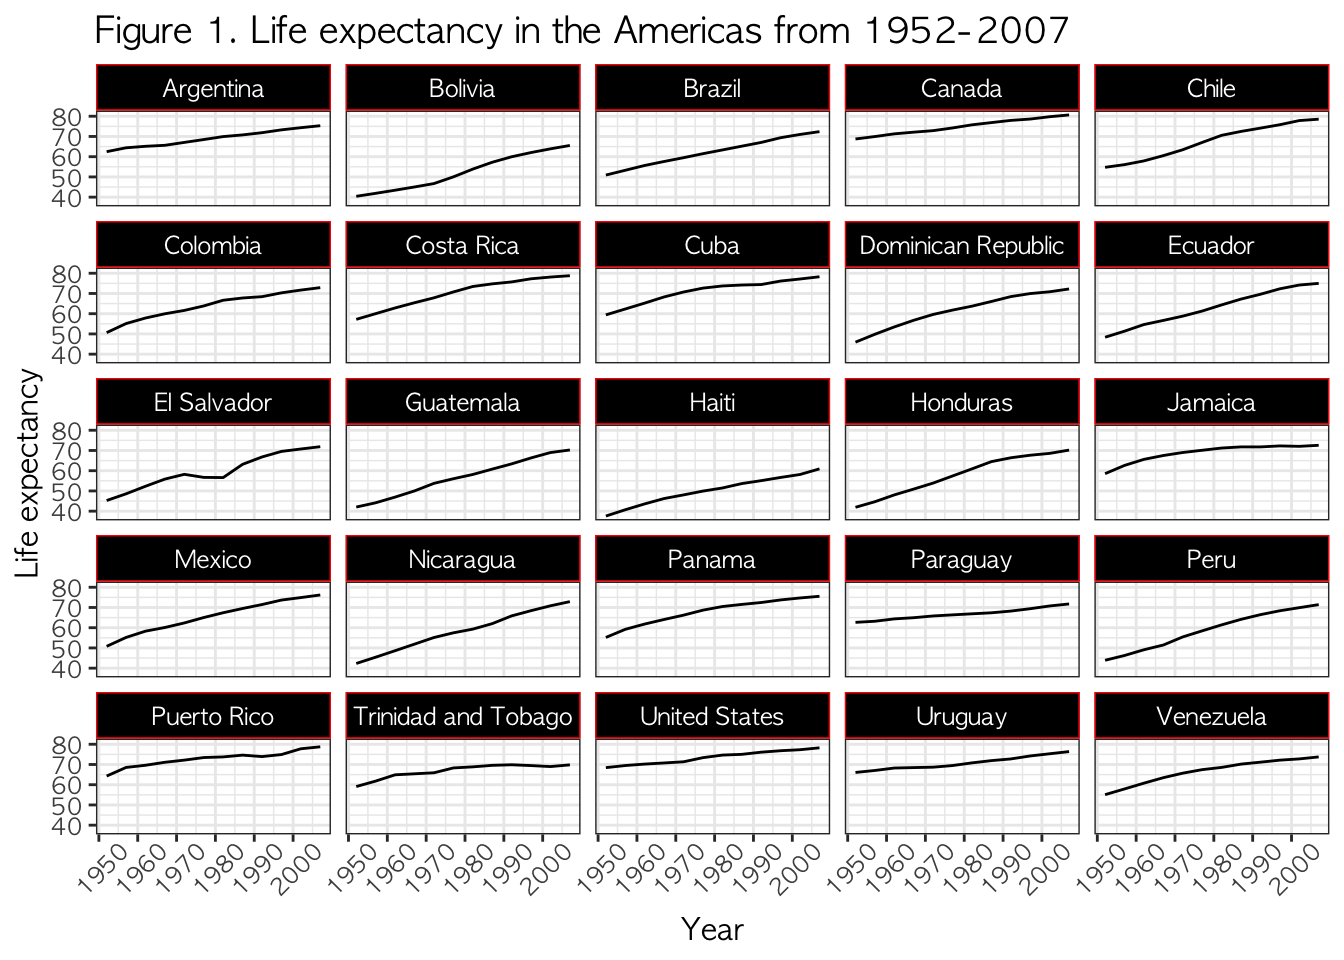 Figure 1. Life expectancy in the Americas from 1952-2007
Argentina Bolivia Brazil Canada Chile
80
70
60
50
40
Colombia Costa Rica Cuba Dominican Republic Ecuador
80
70
60
50
40
El Salvador Guatemala Haiti Honduras Jamaica
80
70
60
50
40
Mexico Nicaragua Panama Paraguay Peru
80
70
60
50
40
Puerto Rico Trinidad and Tobago United States Uruguay Venezuela
80
70
60
50
40
Life expectancy
1950 1960 1970 1980 1990 2000 1950 1960 1970 1980 1990 2000 1950 1960 1970 1980 1990 2000 1950 1960 1970 1980 1990 2000 1950 1960 1970 1980 1990 2000
Year